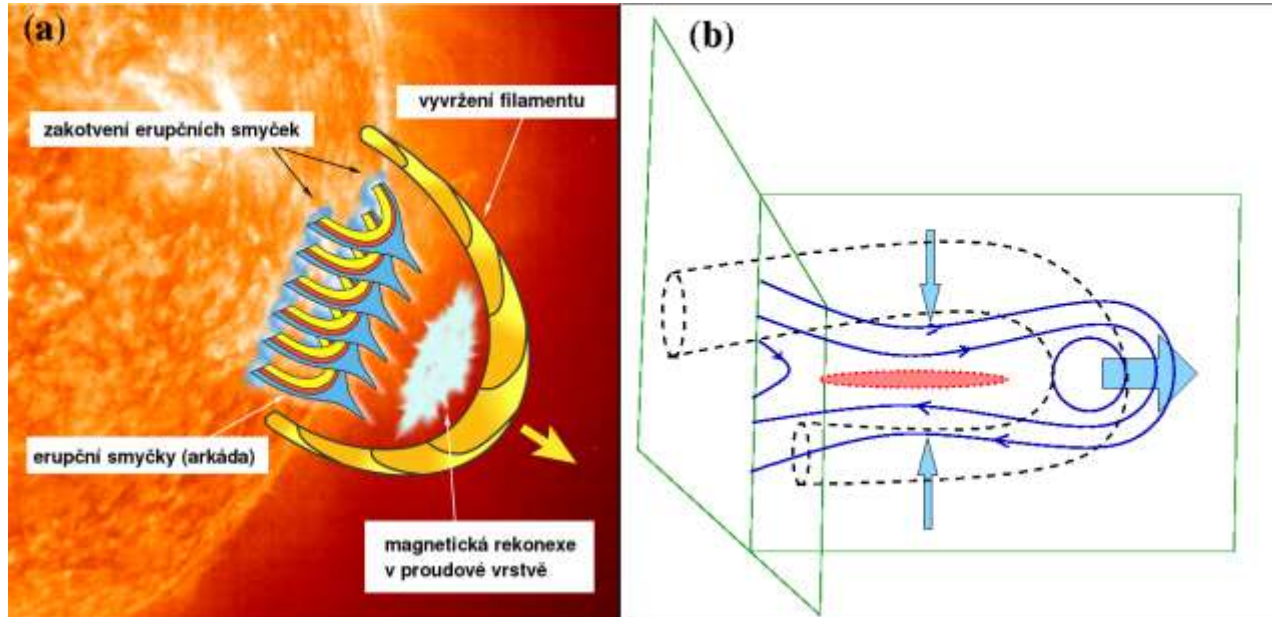 (a)
vyvržení filamentu
zakotvení erupčních smyček
erupční smyčky (arkáda)
magnetická rekonexe
v proudové vrstvě
(b)